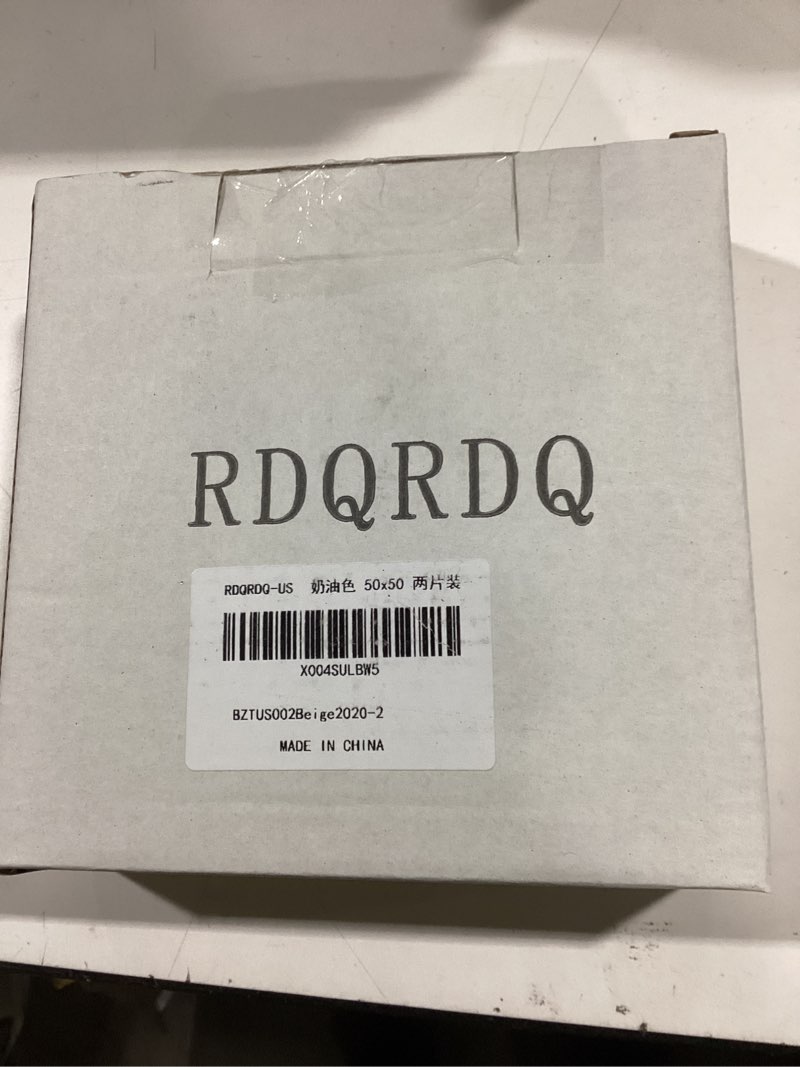 RDQRDQ
RDQRDQ-US 奶油色 50x50 两片装
X004SULBW5
BZTUS002Beige2020-2
MADE IN CHINA